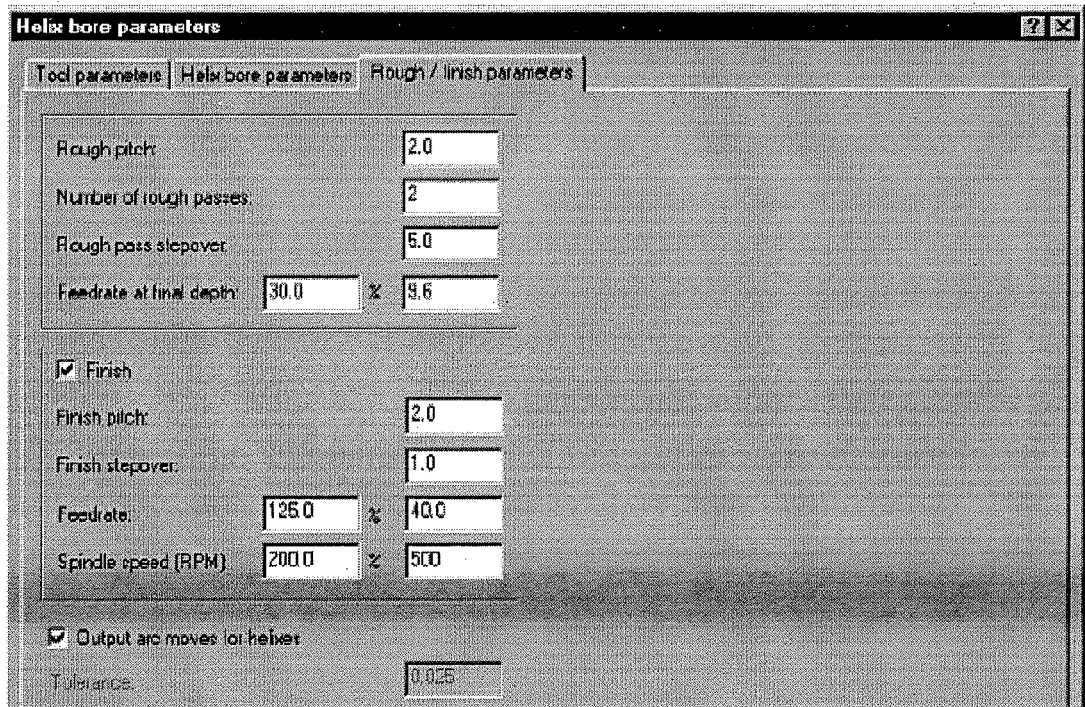 Helix bore parameters
Tool parameters Helix bore parameters Rough / finish parameters
Rough pitch: 2.0
Number of rough passes: 2
Rough pass stepover: 5.0
Feedrate at final depth: 30.0 % 9.6
Finish
Finish pitch: 2.0
Finish stepover: 1.0
Feedrate: 125.0 % 40.0
Spindle speed (RPM) 200.0 % 500
Output arc moves for helixes
Tolerance: 0.025